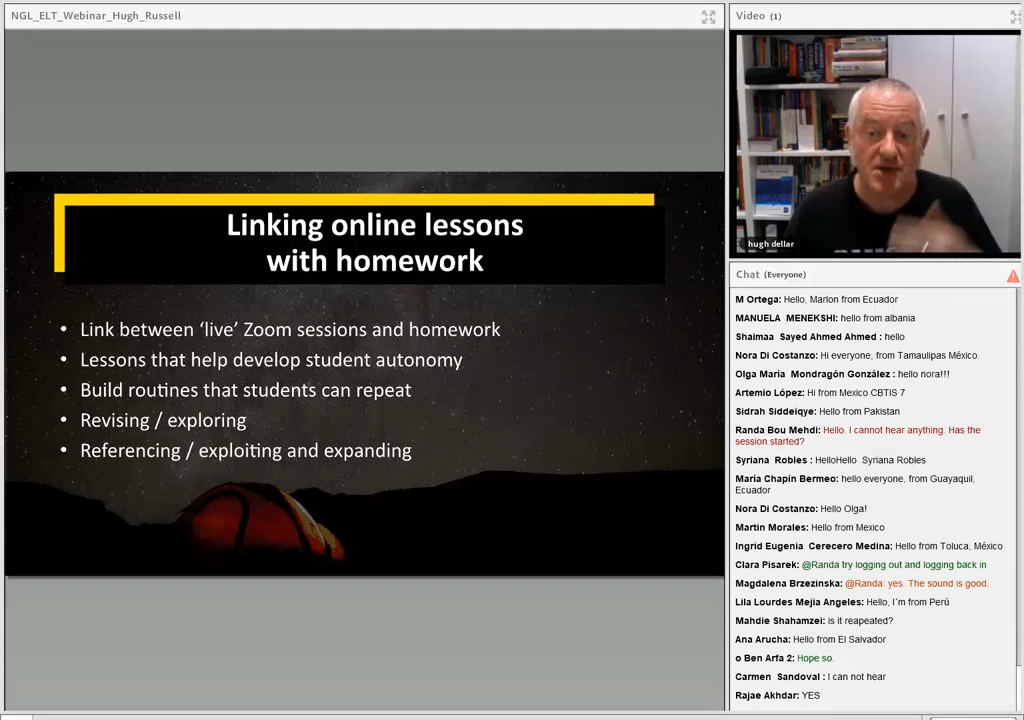 NGL_ELT_Webinar_Hugh_Russell
Linking online lessons
with homework
• Link between ‘live’ Zoom sessions and homework
• Lessons that help develop student autonomy
• Build routines that students can repeat
• Revising / exploring
• Referencing / exploiting and expanding
Video (1)
hugh dellar
Chat (Everyone)
M Ortega: Hello, Marlon from Ecuador
MANUELA MENEKSHI: hello from albania
Shaimaa Sayed Ahmed Ahmed : hello
Nora Di Costanzo: Hi everyone, from Tamaulipas México.
Olga María Mondragón González : hello nora!!!
Artemio López: Hi from Mexico CBTIS 7
Sidrah Siddeiqye: Hello from Pakistan
Randa Bou Mehdi: Hello. I cannot hear anything. Has the
session started?
Syriana Robles : HelloHello Syriana Robles
María Chapín Bermeo: hello everyone, from Guayaquil,
Ecuador
Nora Di Costanzo: Hello Olga!
Martin Morales: Hello from Mexico
Ingrid Eugenia Cerecero Medina: Hello from Toluca, México
Clara Pisarek: @Randa try logging out and logging back in
Magdalena Brzezinska: @Randa: yes. The sound is good.
Lila Lourdes Mejia Angeles: Hello, I´m from Perú
Mahdie Shahamzei: is it reapeated?
Ana Arucha: Hello from El Salvador
o Ben Arfa 2: Hope so.
Carmen Sandoval : I can not hear
Rajae Akhdar: YES